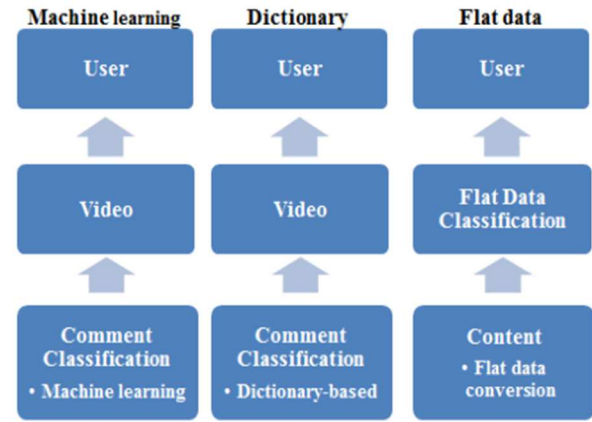 Machine learning
Dictionary
Flat data
User
User
User
Video
Video
Flat Data
Classification
Comment
Classification
• Machine learning
Comment
Classification
• Dictionary-based
Content
• Flat data
conversion